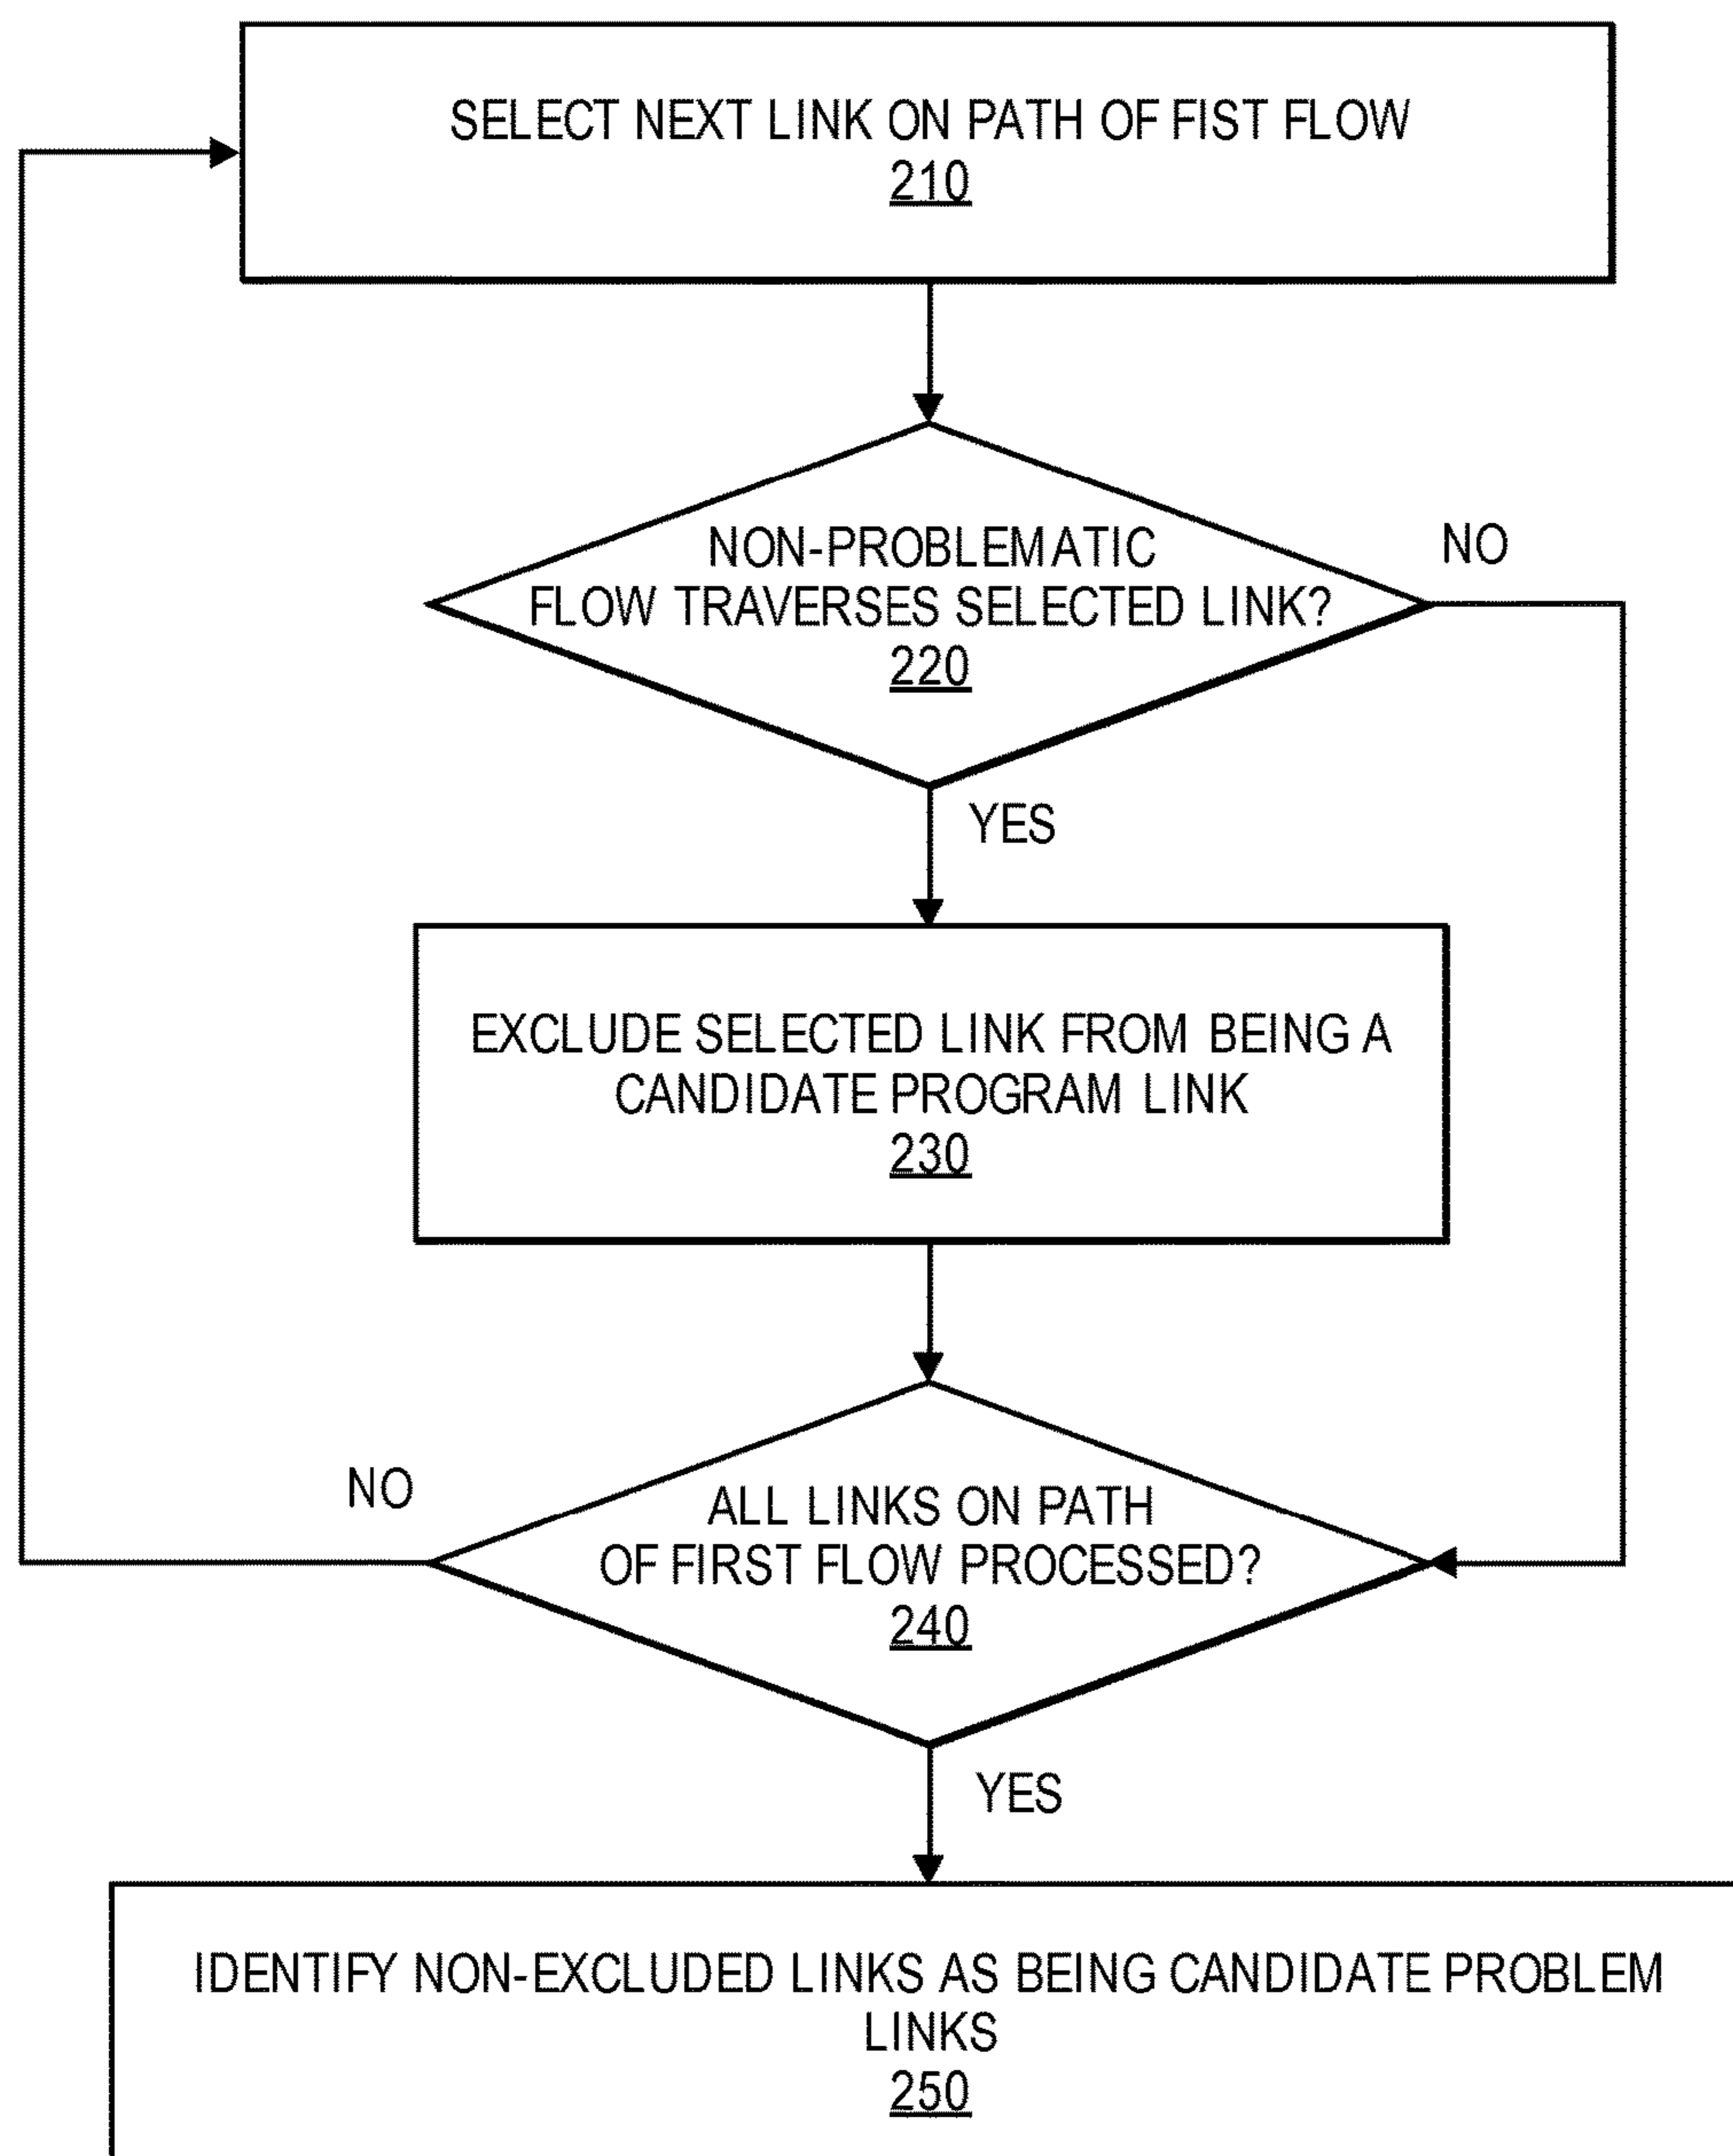 SELECT NEXT LINK ON PATH OF FIST FLOW
210
NON-PROBLEMATIC
FLOW TRAVERSES SELECTED LINK?
220
NO
YES
EXCLUDE SELECTED LINK FROM BEING A
CANDIDATE PROGRAM LINK
230
NO
ALL LINKS ON PATH
OF FIRST FLOW PROCESSED?
240
YES
IDENTIFY NON-EXCLUDED LINKS AS BEING CANDIDATE PROBLEM
LINKS
250